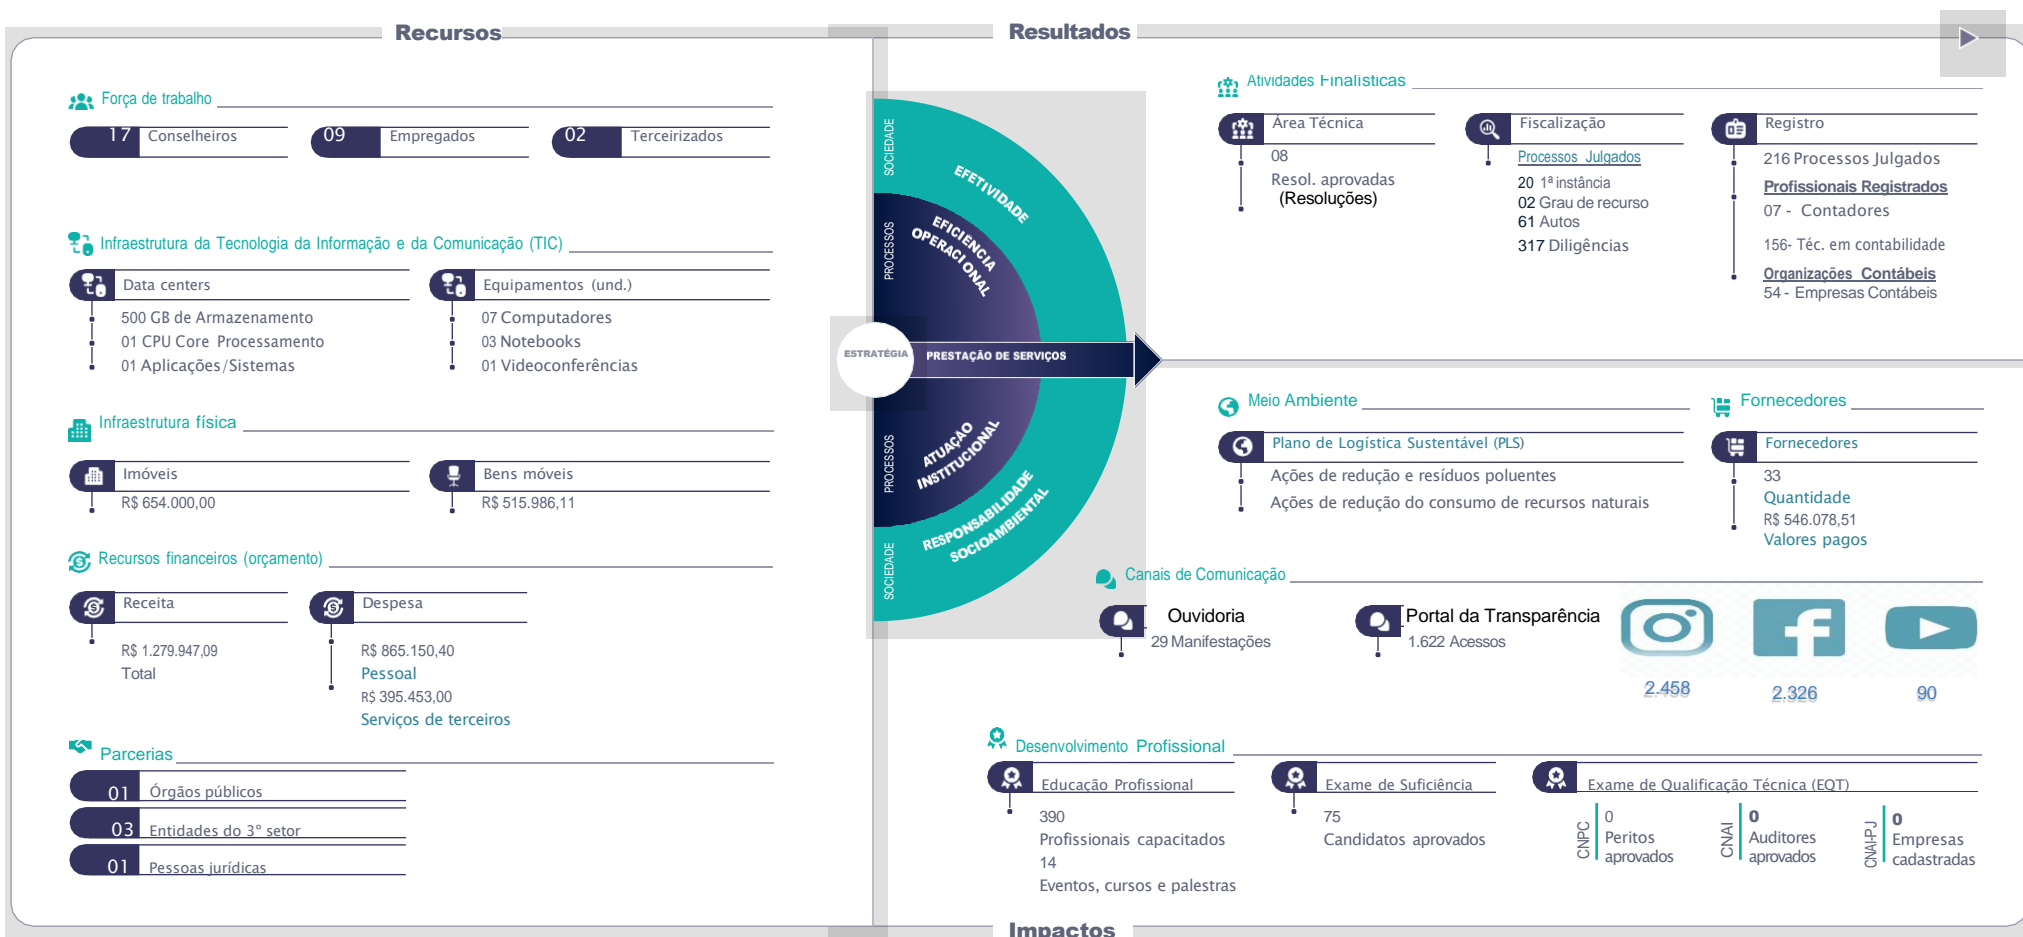 Recursos
Força de trabalho
17 Conselheiros
09 Empregados
02 Terceirizados
Infraestrutura da Tecnologia da Informação e da Comunicação (TIC)
Data centers
500 GB de Armazenamento
01 CPU Core Processamento
01 Aplicações/Sistemas
Equipamentos (und.)
07 Computadores
03 Notebooks
01 Videoconferências
Infraestrutura física
Imóveis
R$ 654.000,00
Bens móveis
R$ 515.986,11
Recursos financeiros (orçamento)
Receita
R$ 1.279.947,09
Total
Despesa
R$ 865.150,40
Pessoal
R$ 395.453,00
Serviços de terceiros
Parcerias
01 Órgãos públicos
03 Entidades do 3º setor
01 Pessoas jurídicas
SOCIEDADE
EFETIVIDADE
PROCESSOS
EFICIÊNCIA
OPERACIONAL
ESTRATÉGIA
PRESTAÇÃO DE SERVIÇOS
PROCESSOS
ATUAÇÃO
INSTITUCIONAL
SOCIEDADE
RESPONSABILIDADE
SOCIOAMBIENTAL
Resultados
Atividades Finalísticas
Área Técnica
08
Resol. aprovadas
(Resoluções)
Fiscalização
Processos Julgados
20 1ª instância
02 Grau de recurso
61 Autos
317 Diligências
Registro
216 Processos Julgados
Profissionais Registrados
07 - Contadores
156- Téc. em contabilidade
Organizações Contábeis
54 - Empresas Contábeis
Meio Ambiente
Plano de Logística Sustentável (PLS)
Ações de redução e resíduos poluentes
Ações de redução do consumo de recursos naturais
Fornecedores
Fornecedores
33
Quantidade
R$ 546.078,51
Valores pagos
Canais de Comunicação
Ouvidoria
29 Manifestações
Portal da Transparência
1.622 Acessos
2.458
2.326
90
Desenvolvimento Profissional
Educação Profissional
390
Profissionais capacitados
14
Eventos, cursos e palestras
Exame de Suficiência
75
Candidatos aprovados
Exame de Qualificação Técnica (EQT)
CNPC
0
Peritos
aprovados
CNAI
0
Auditores
aprovados
CNAI-PJ
0
Empresas
cadastradas
Impactos